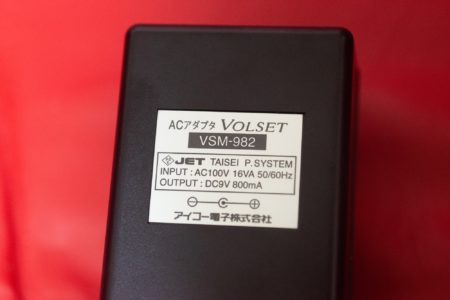 ACアダプタ VOLSET
VSM-982
JET TAISEI P.SYSTEM
INPUT : AC100V 16VA 50/60Hz
OUTPUT : DC9V 800mA
アイコー電子株式会社